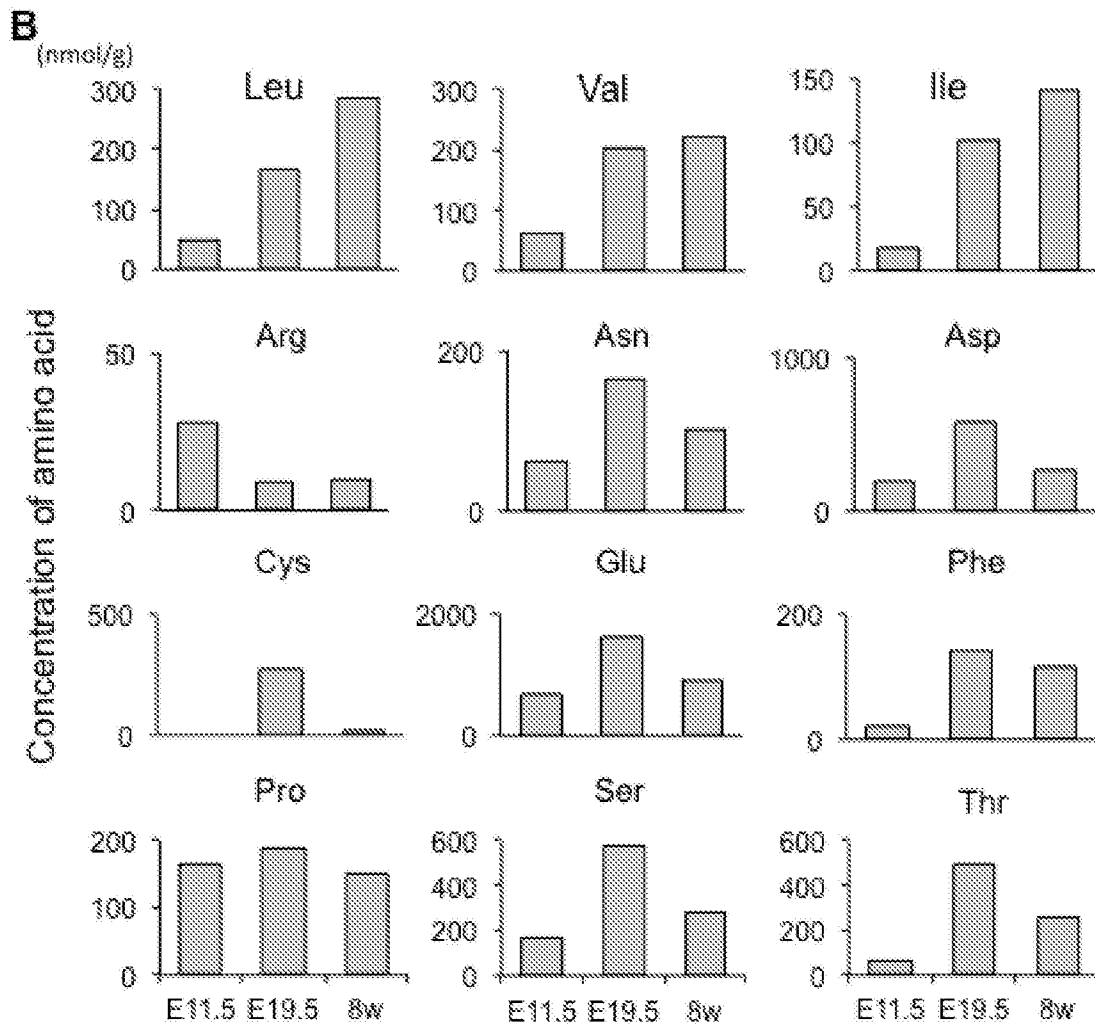 B
(nmol/g)
Concentration of amino acid
Leu
300
200
100
0
Val
300
200
100
0
Ile
150
100
50
0
Arg
50
0
Asn
200
0
Asp
1000
0
Cys
500
0
Glu
2000
0
Phe
200
0
Pro
200
100
0
E11.5 E19.5 8w
Ser
600
400
200
0
E11.5 E19.5 8w
Thr
600
400
200
0
E11.5 E19.5 8w